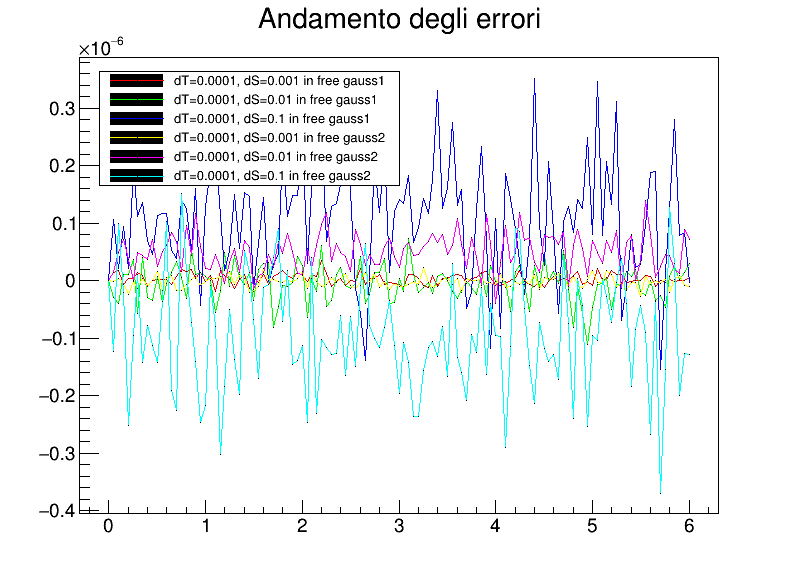 Andamento degli errori
×10⁻⁶
dT=0.0001, dS=0.001 in free gauss1
dT=0.0001, dS=0.01 in free gauss1
dT=0.0001, dS=0.1 in free gauss1
dT=0.0001, dS=0.001 in free gauss2
dT=0.0001, dS=0.01 in free gauss2
dT=0.0001, dS=0.1 in free gauss2
0.3
0.2
0.1
0
−0.1
−0.2
−0.3
−0.4
0 1 2 3 4 5 6